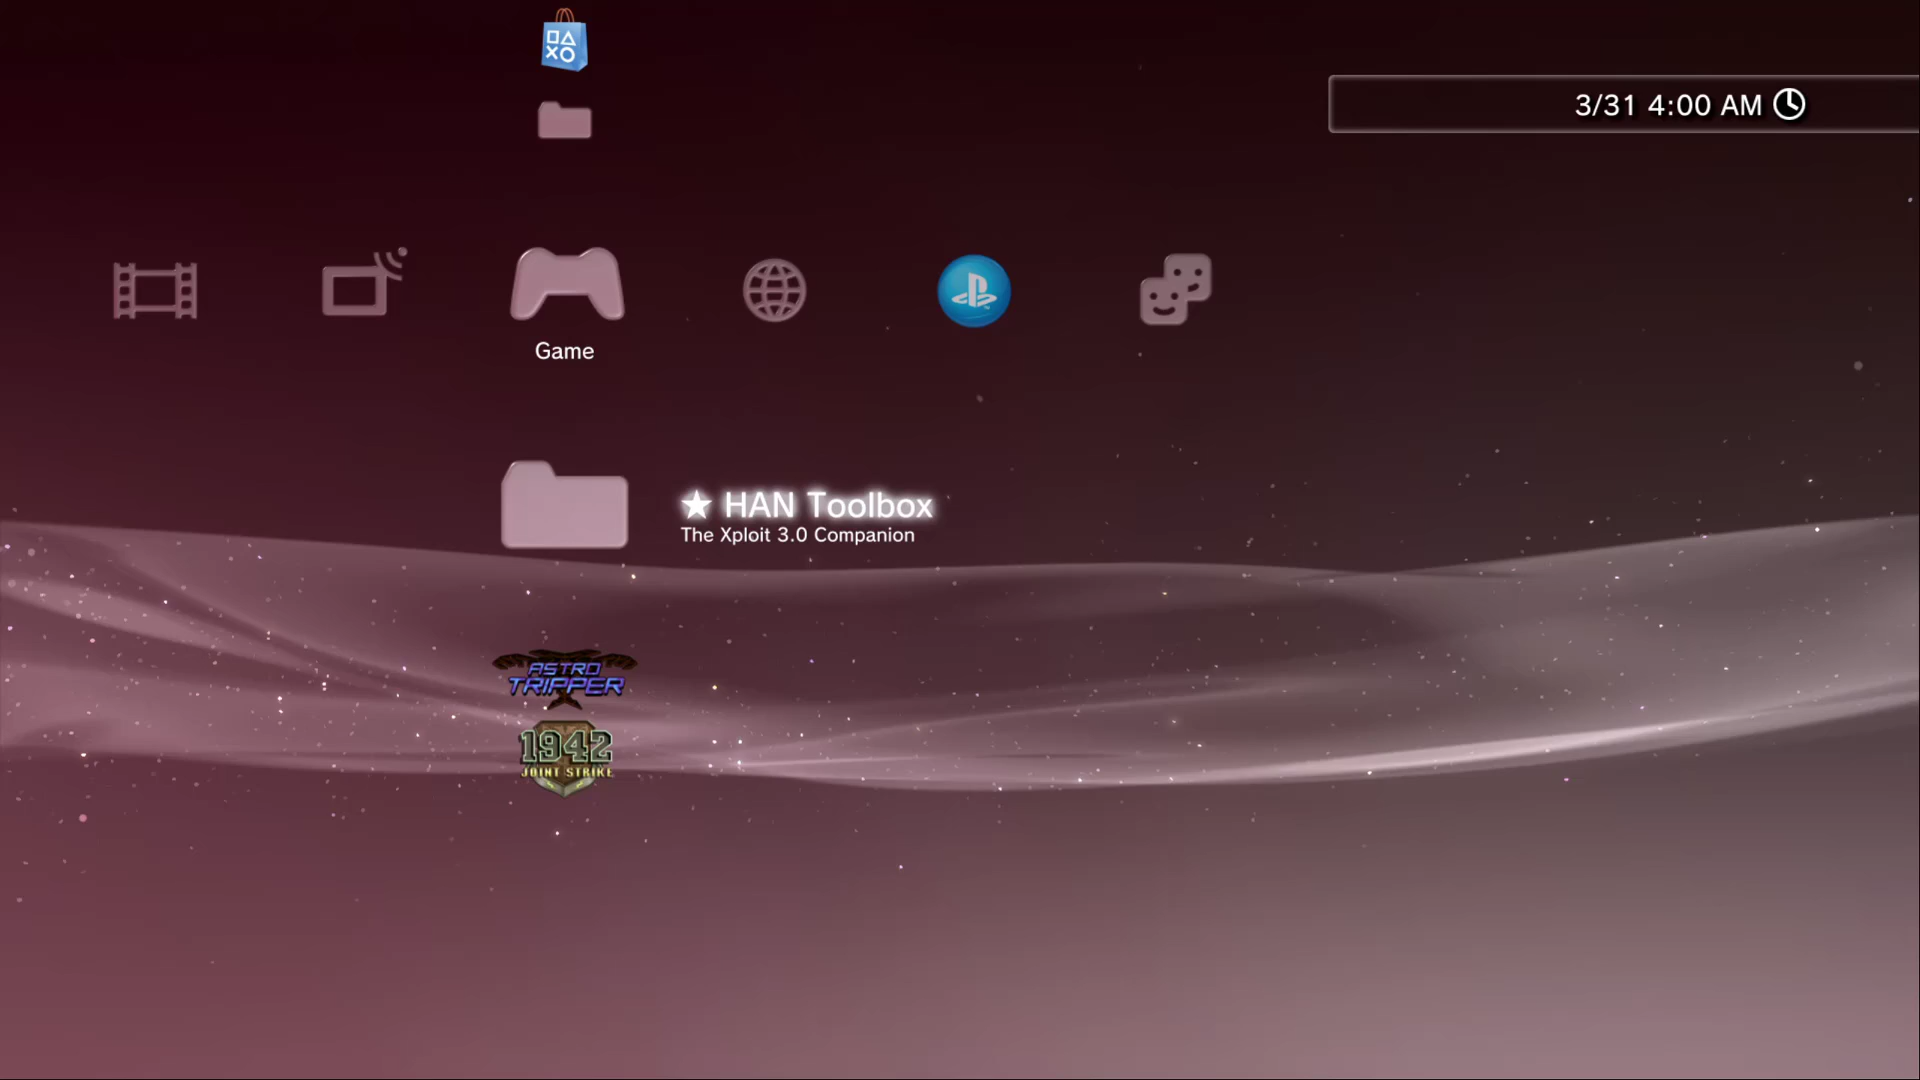 3/31 4:00 AM
Game
★ HAN Toolbox
The Xploit 3.0 Companion
ASTRO
TRIPPER
1942
JOINT STRIKE